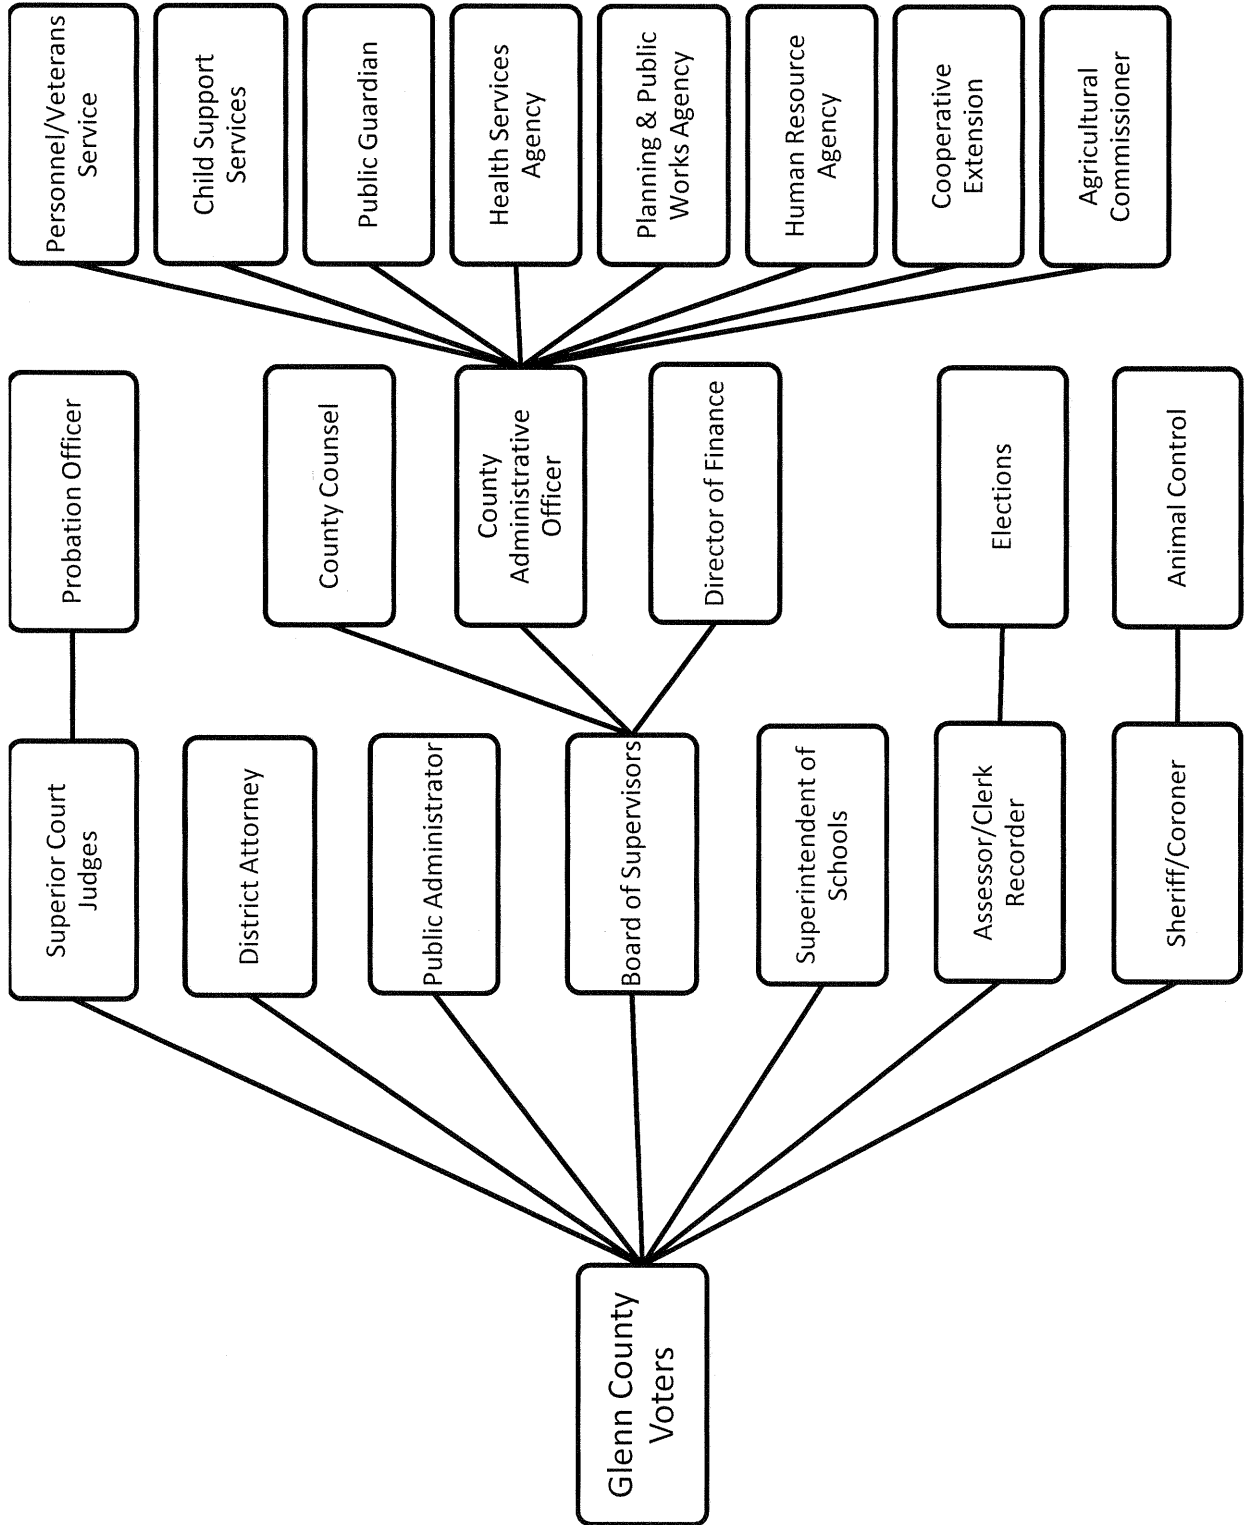 Glenn County
Voters
Superior Court
Judges
District Attorney
Public Administrator
Board of Supervisors
Superintendent of
Schools
Assessor/Clerk
Recorder
Sheriff/Coroner
Probation Officer
County Counsel
County
Administrative
Officer
Director of Finance
Elections
Animal Control
Personnel/Veterans
Service
Child Support
Services
Public Guardian
Health Services
Agency
Planning & Public
Works Agency
Human Resource
Agency
Cooperative
Extension
Agricultural
Commissioner